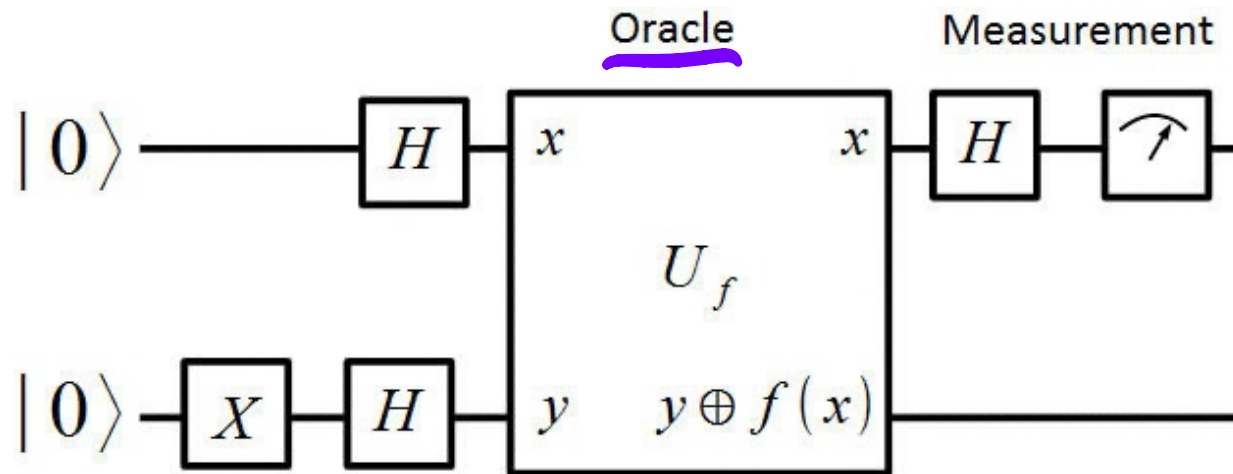 Oracle Measurement
|0⟩ H x x H
U_f
|0⟩ X H y y ⊕ f(x)